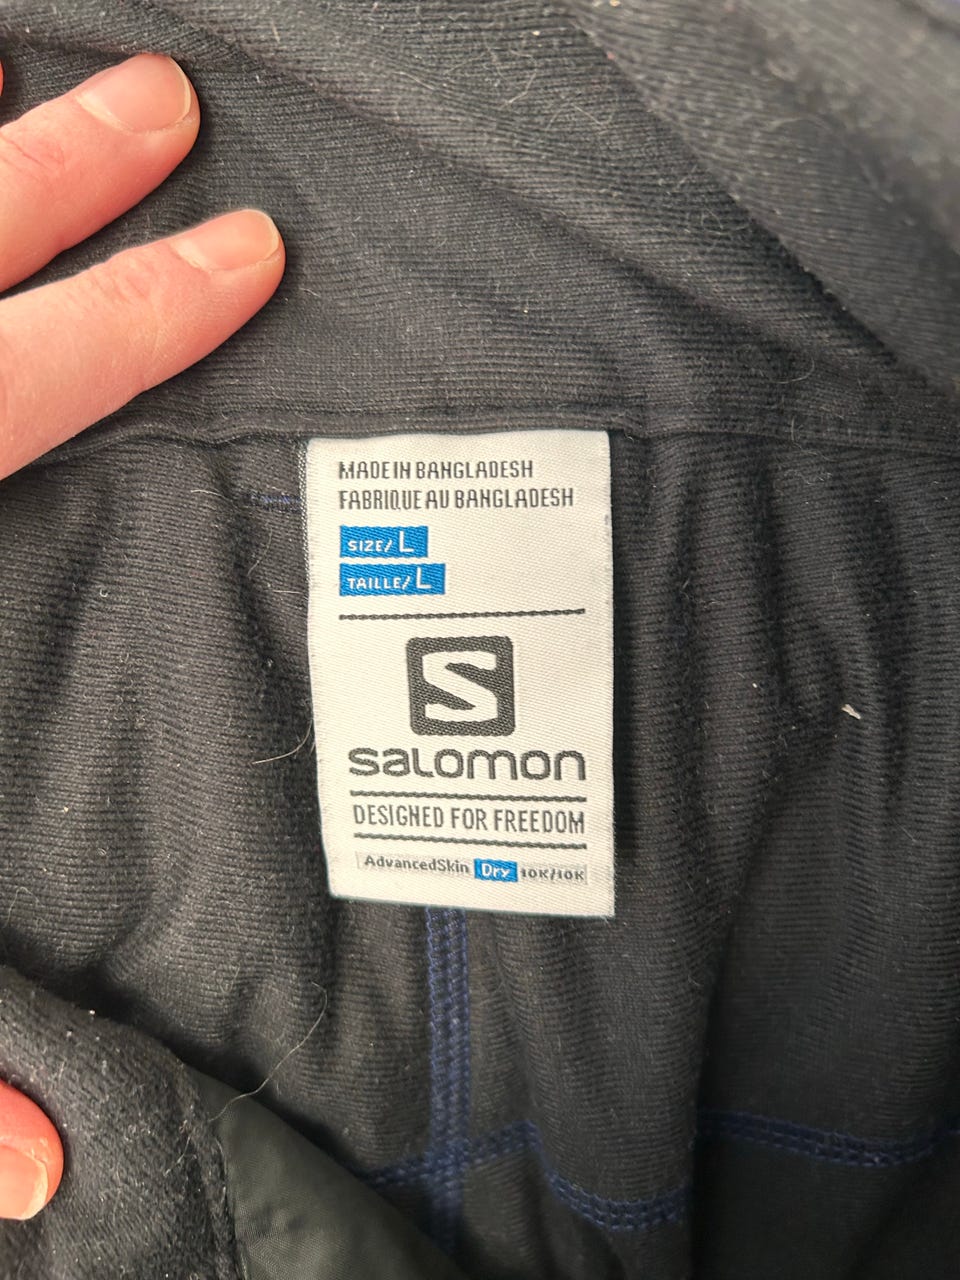 MADE IN BANGLADESH
FABRIQUE AU BANGLADESH
SIZE/ L
TAILLE/ L
S
salomon
DESIGNED FOR FREEDOM
AdvancedSkin Dry 10K/10K